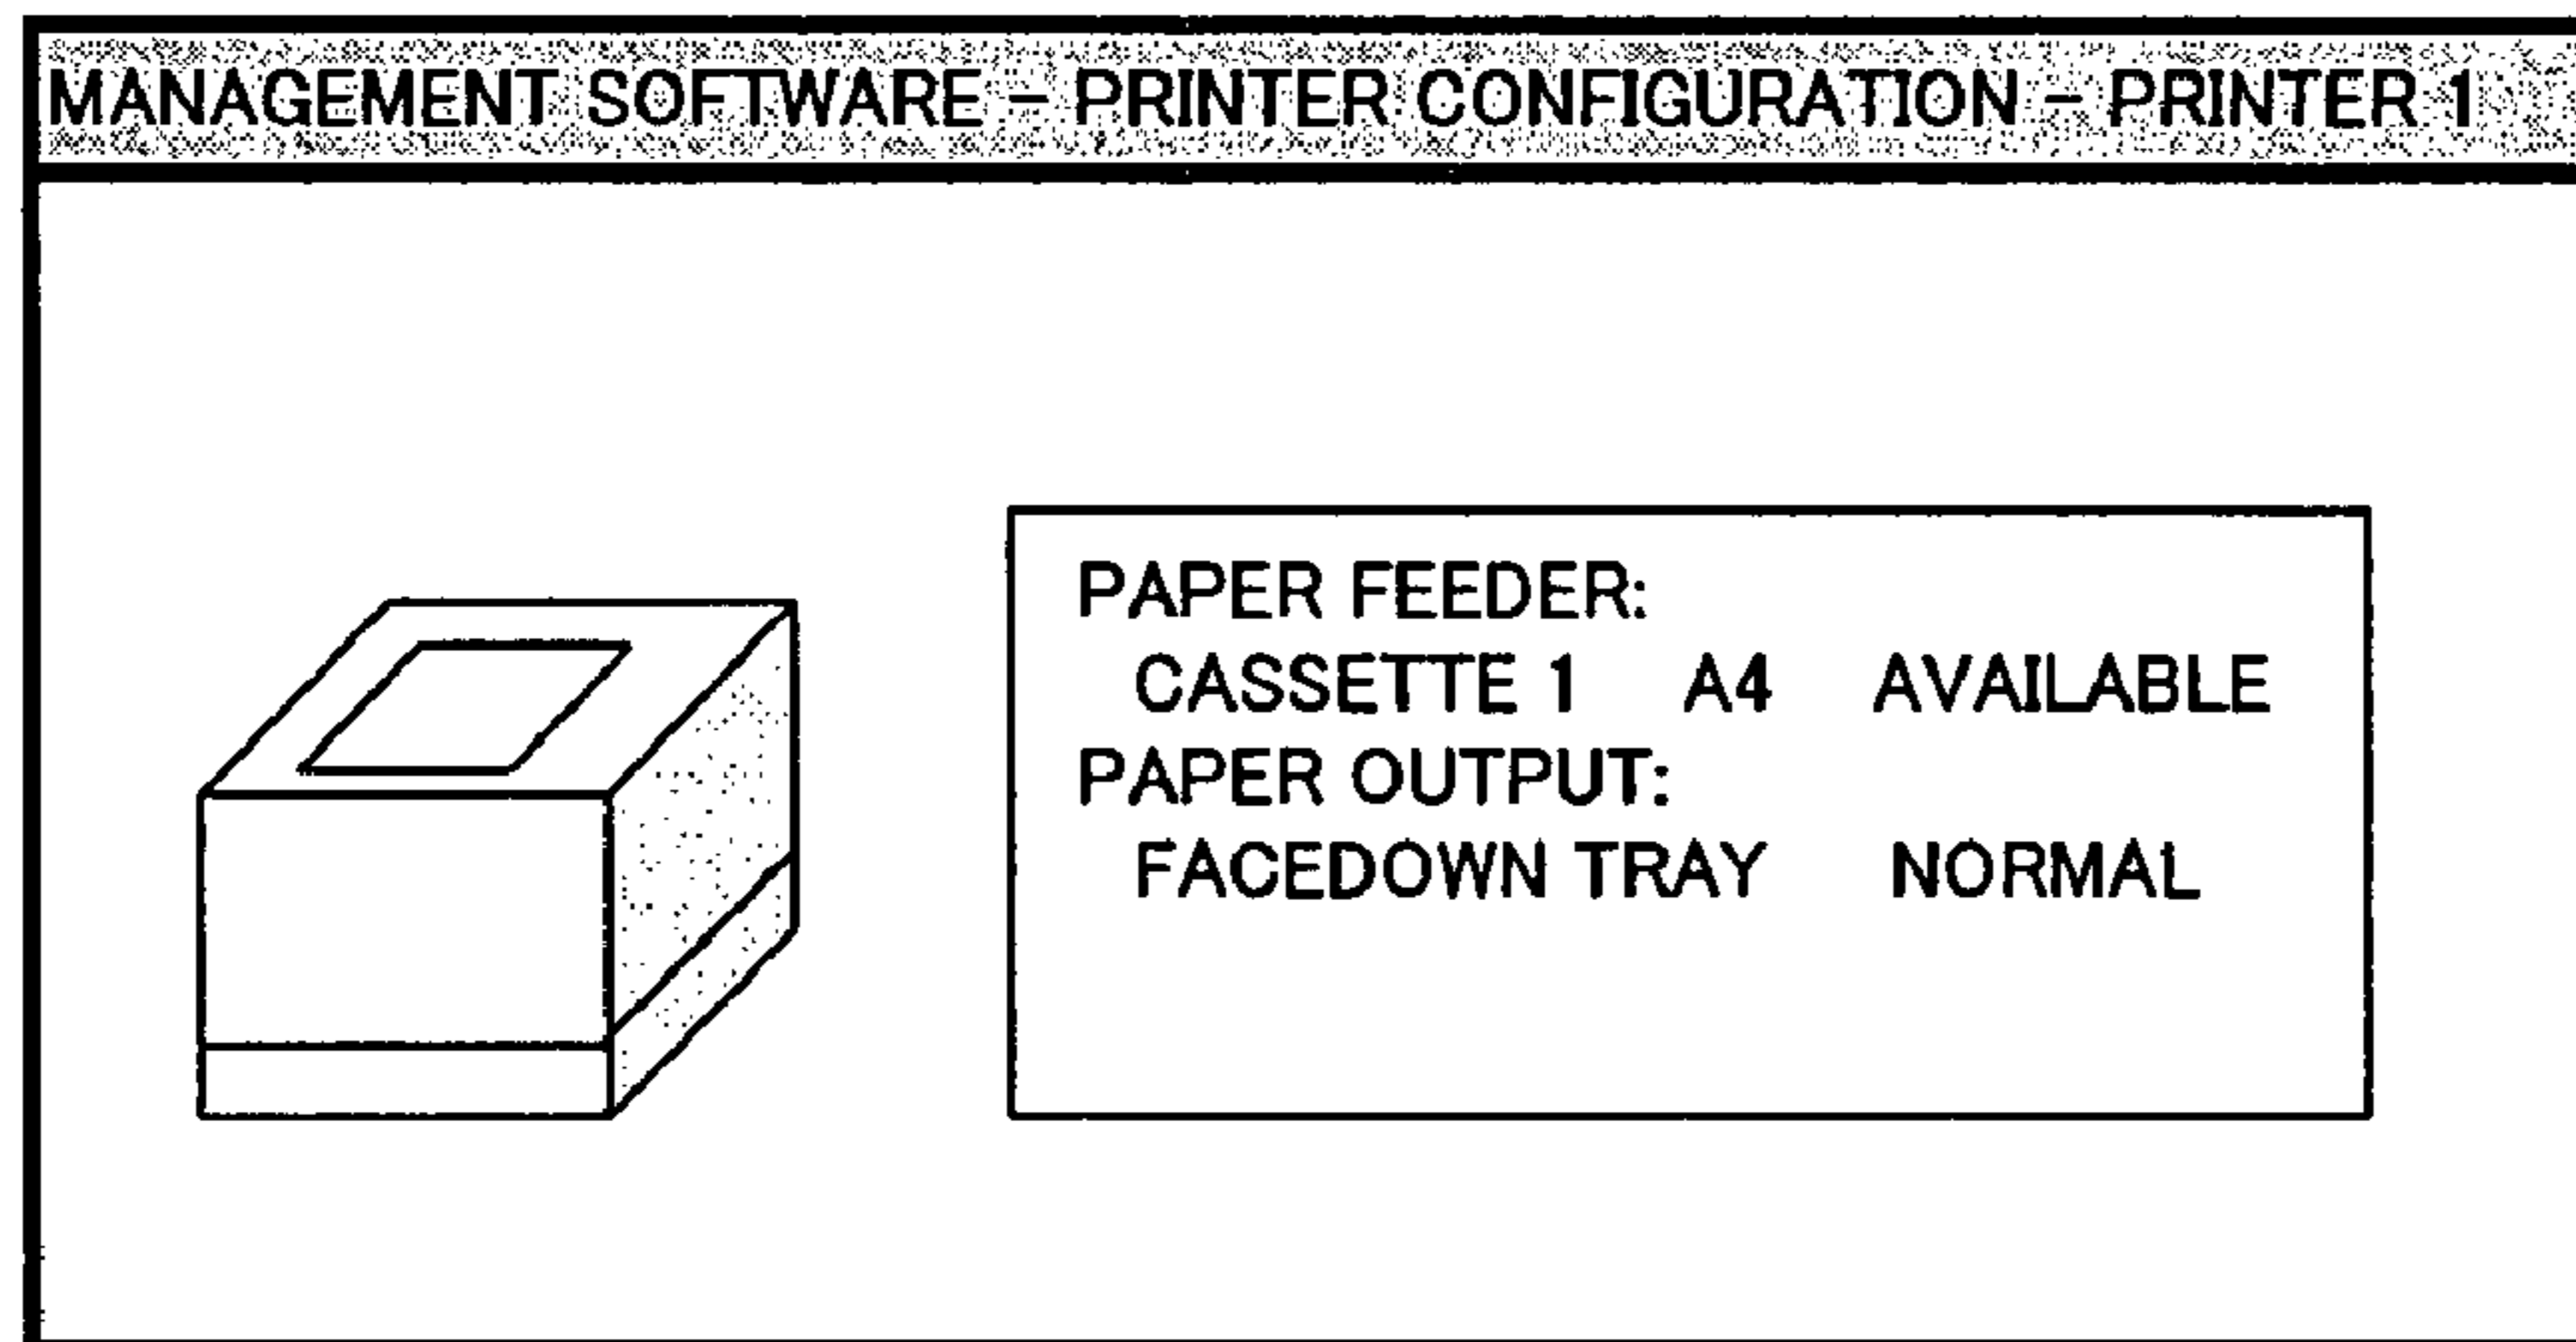 MANAGEMENT SOFTWARE – PRINTER CONFIGURATION – PRINTER 1
PAPER FEEDER:
CASSETTE 1 A4 AVAILABLE
PAPER OUTPUT:
FACEDOWN TRAY NORMAL